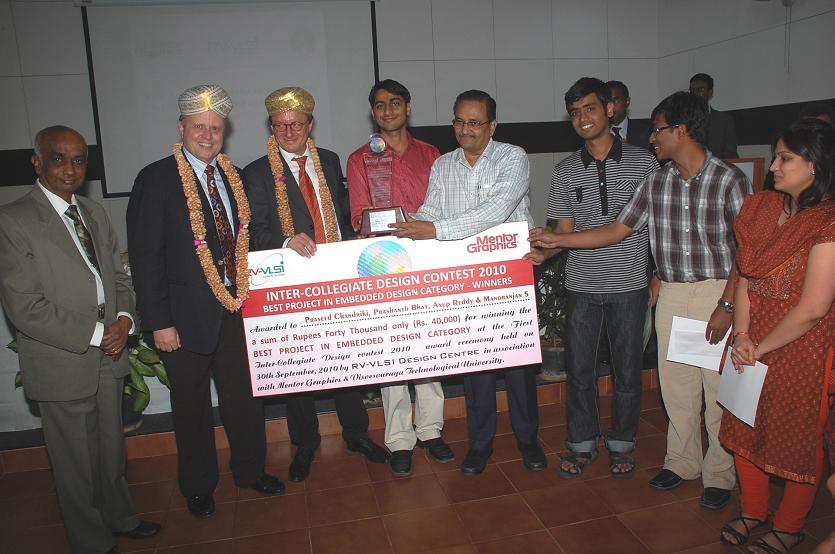 RV-VLSI
Mentor
Graphics
INTER-COLLEGIATE DESIGN CONTEST 2010
BEST PROJECT IN EMBEDDED DESIGN CATEGORY - WINNERS
Awarded to Praseed Chandriki, Prashanth Bhat, Anup Reddy & Manoranjan S
a sum of Rupees Forty Thousand only (Rs. 40,000) for winning the
BEST PROJECT IN EMBEDDED DESIGN CATEGORY at the First
Inter-Collegiate Design contest 2010 award ceremony held on
30th September, 2010 by RV-VLSI DESIGN CENTRE in association
with Mentor Graphics & Visvesvaraya Technological University.